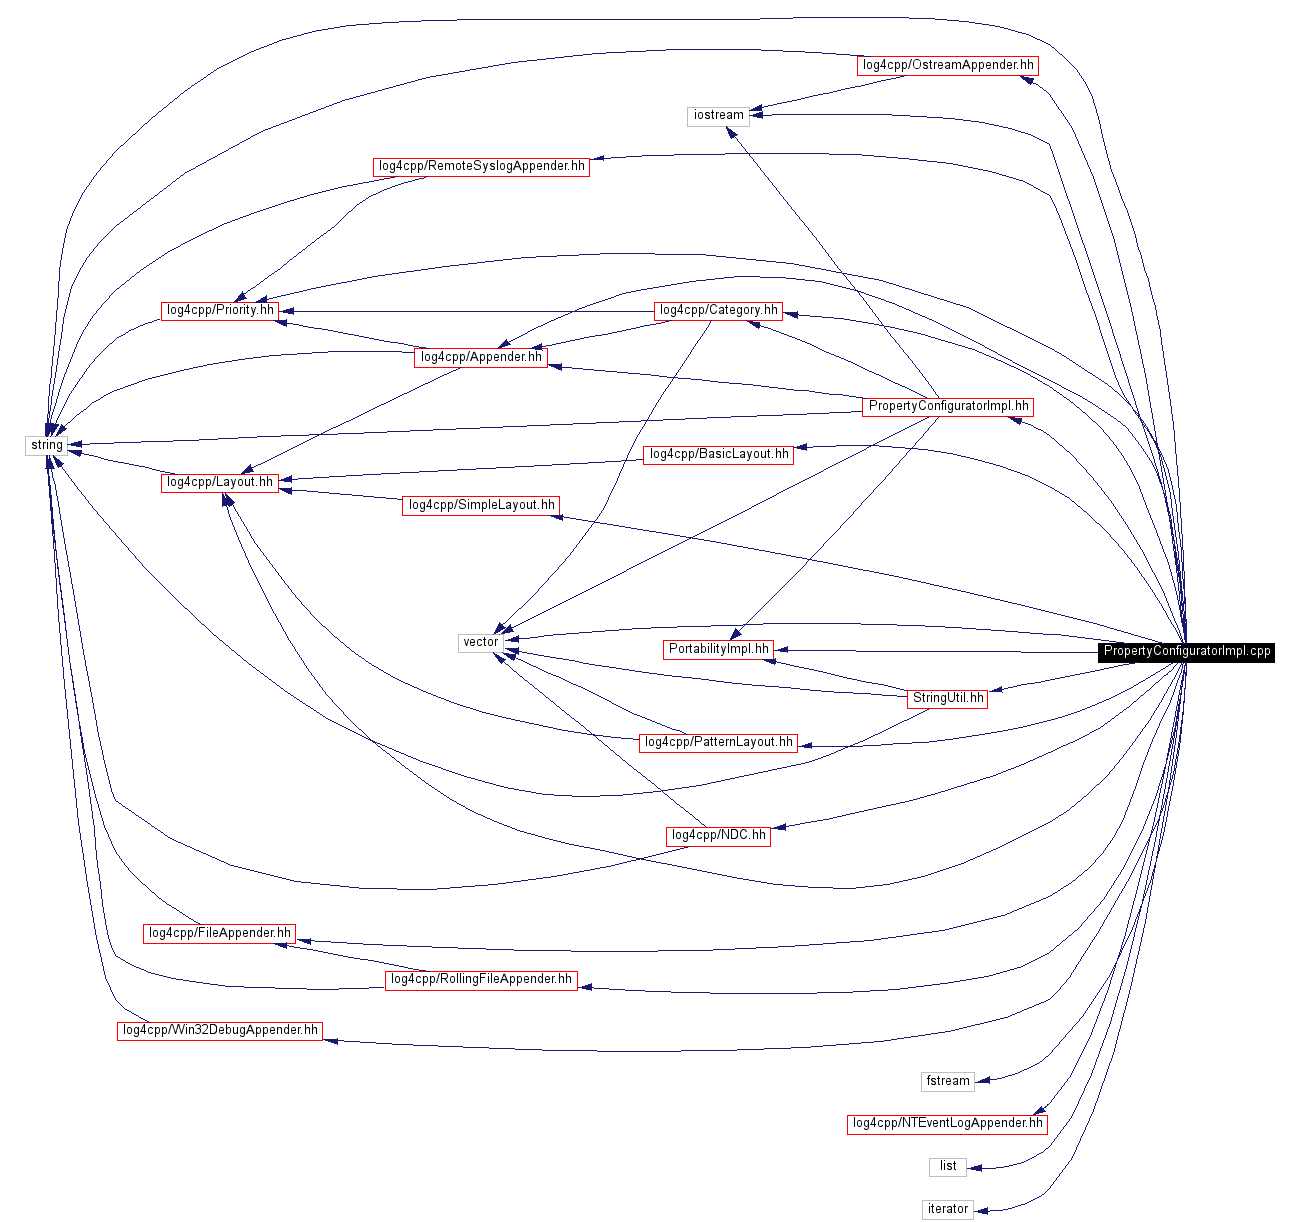 log4cpp/OstreamAppender.hh
iostream
log4cpp/RemoteSyslogAppender.hh
log4cpp/Priority.hh
log4cpp/Category.hh
log4cpp/Appender.hh
PropertyConfiguratorImpl.hh
string
log4cpp/BasicLayout.hh
log4cpp/Layout.hh
log4cpp/SimpleLayout.hh
vector
PortabilityImpl.hh
PropertyConfiguratorImpl.cpp
StringUtil.hh
log4cpp/PatternLayout.hh
log4cpp/NDC.hh
log4cpp/FileAppender.hh
log4cpp/RollingFileAppender.hh
log4cpp/Win32DebugAppender.hh
fstream
log4cpp/NTEventLogAppender.hh
list
iterator